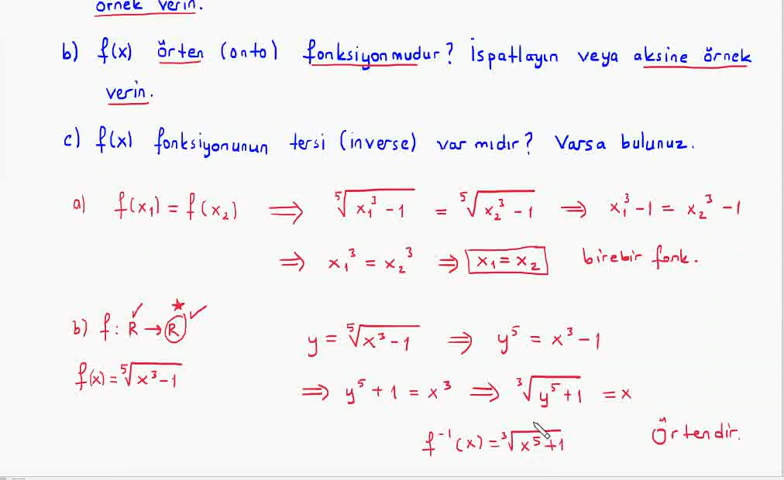 örnek verin.
b) f(x) örten (onto) fonksiyonmudur? İspatlayın veya aksine örnek
verin.
c) f(x) fonksiyonunun tersi (inverse) var mıdır? Varsa bulunuz.
a) f(x₁) = f(x₂) ⟹ ⁵√(x₁³ - 1) = ⁵√(x₂³ - 1) ⟹ x₁³ - 1 = x₂³ - 1
⟹ x₁³ = x₂³ ⟹ x₁ = x₂ birebir fonk.
b) f : R → R y = ⁵√(x³ - 1) ⟹ y⁵ = x³ - 1
f(x) = ⁵√(x³ - 1) ⟹ y⁵ + 1 = x³ ⟹ ³√(y⁵ + 1) = x
f⁻¹(x) = ³√(x⁵ + 1) Örtendir.